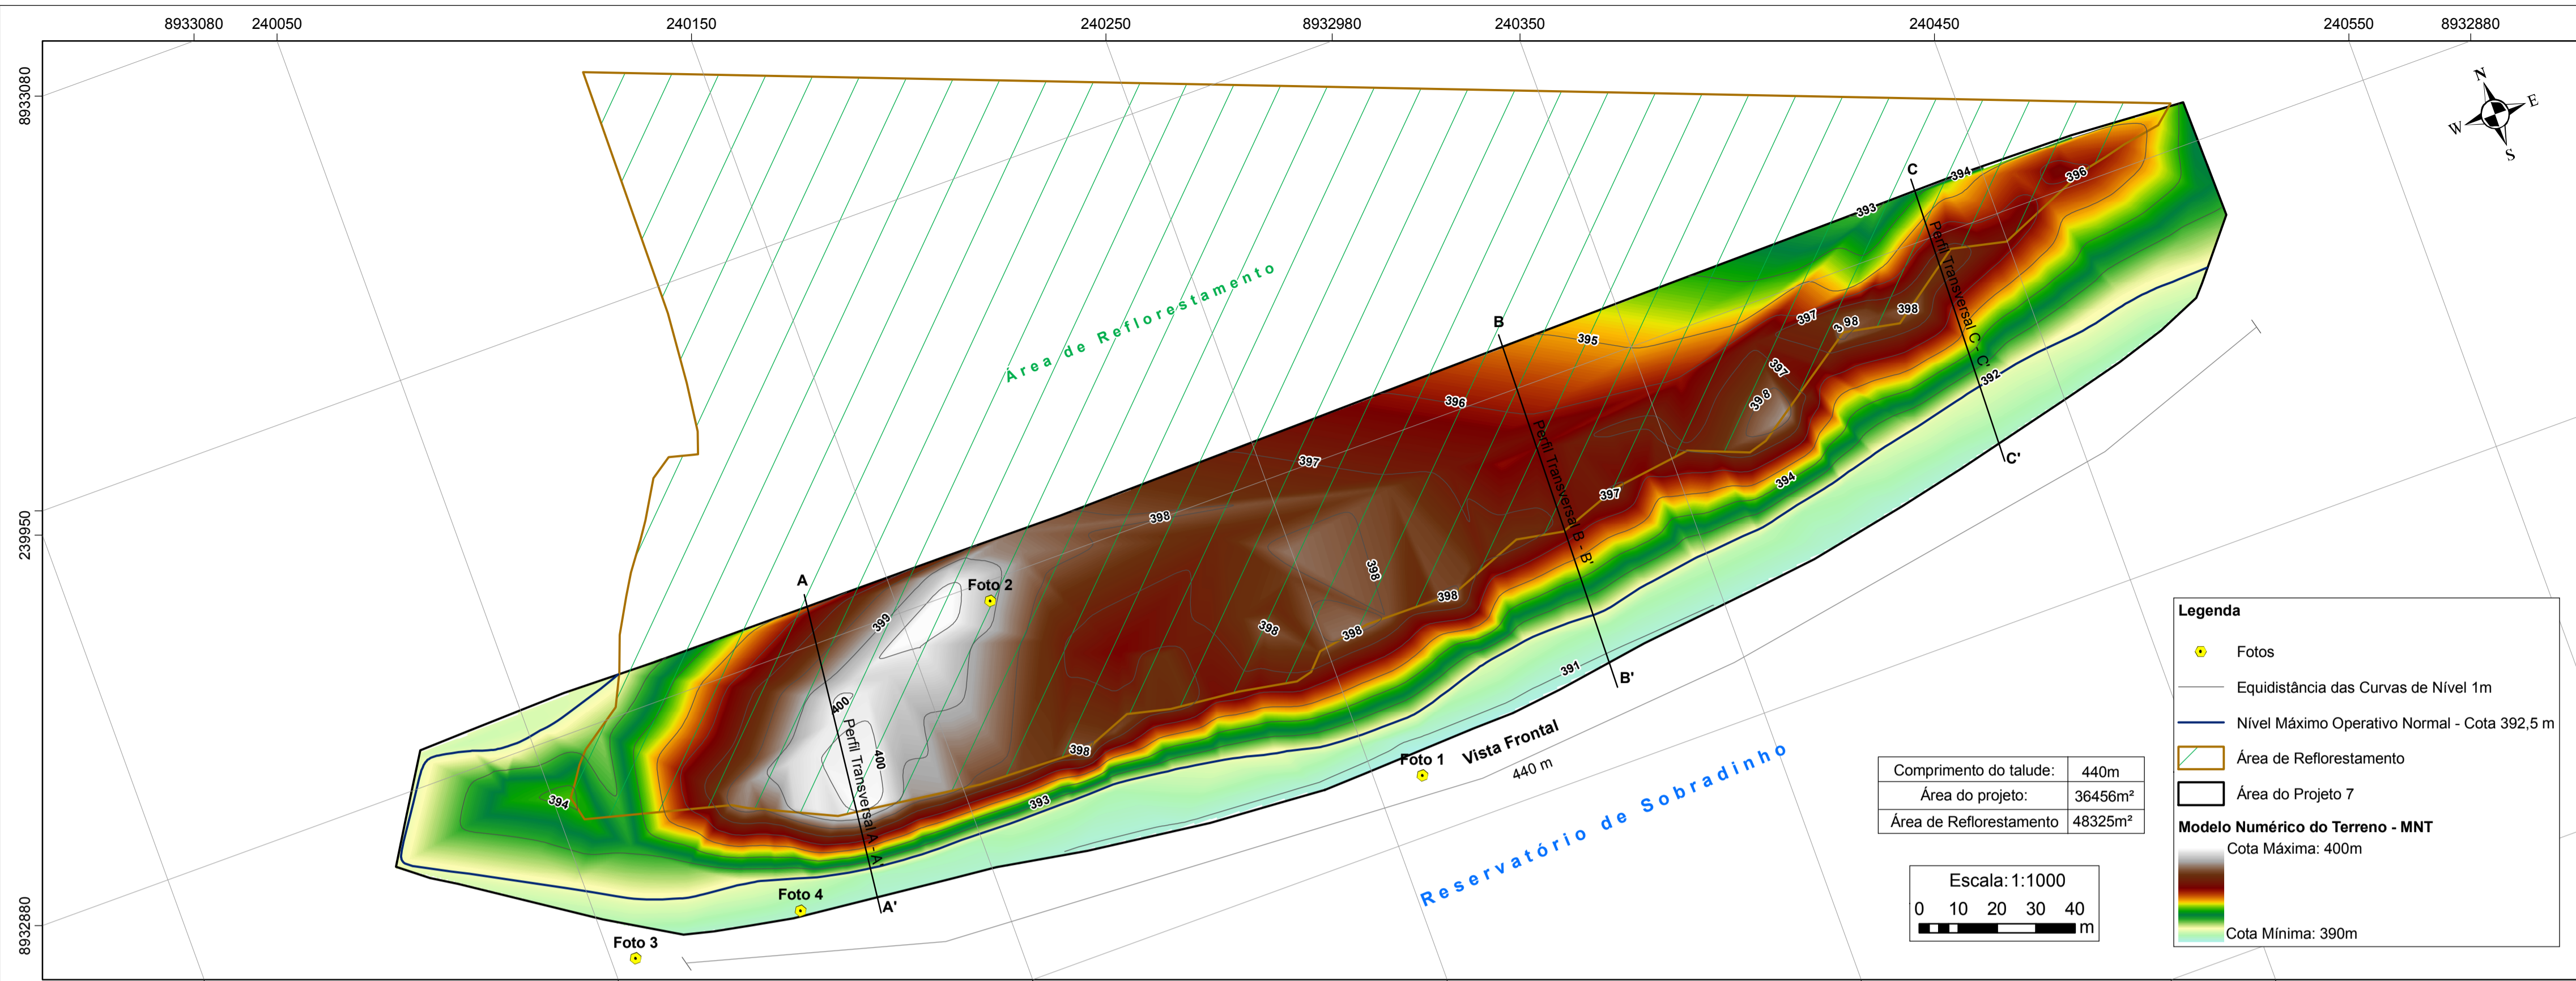 8933080 240050 240150 240250 8932980 240350 240450 240550 8932880
8933080
239950
8932880
N
E
W
S
C
394
396
393
Perfil Transversal C - C'
398
397
398
397
398
392
C'
Área de Reflorestamento
B
395
396
397
Perfil Transversal B - B'
397
394
398
398
398
398
398
391
B'
A
Foto 2
399
400
400
Perfil Transversal A - A'
398
393
394
A'
Foto 1
Foto 4
Foto 3
Vista Frontal
440 m
Reservatório de Sobradinho
Comprimento do talude: 440m
Área do projeto: 36456m²
Área de Reflorestamento 48325m²
Escala: 1:1000
0 10 20 30 40
m
Legenda
Fotos
Equidistância das Curvas de Nível 1m
Nível Máximo Operativo Normal - Cota 392,5 m
Área de Reflorestamento
Área do Projeto 7
Modelo Numérico do Terreno - MNT
Cota Máxima: 400m
Cota Mínima: 390m